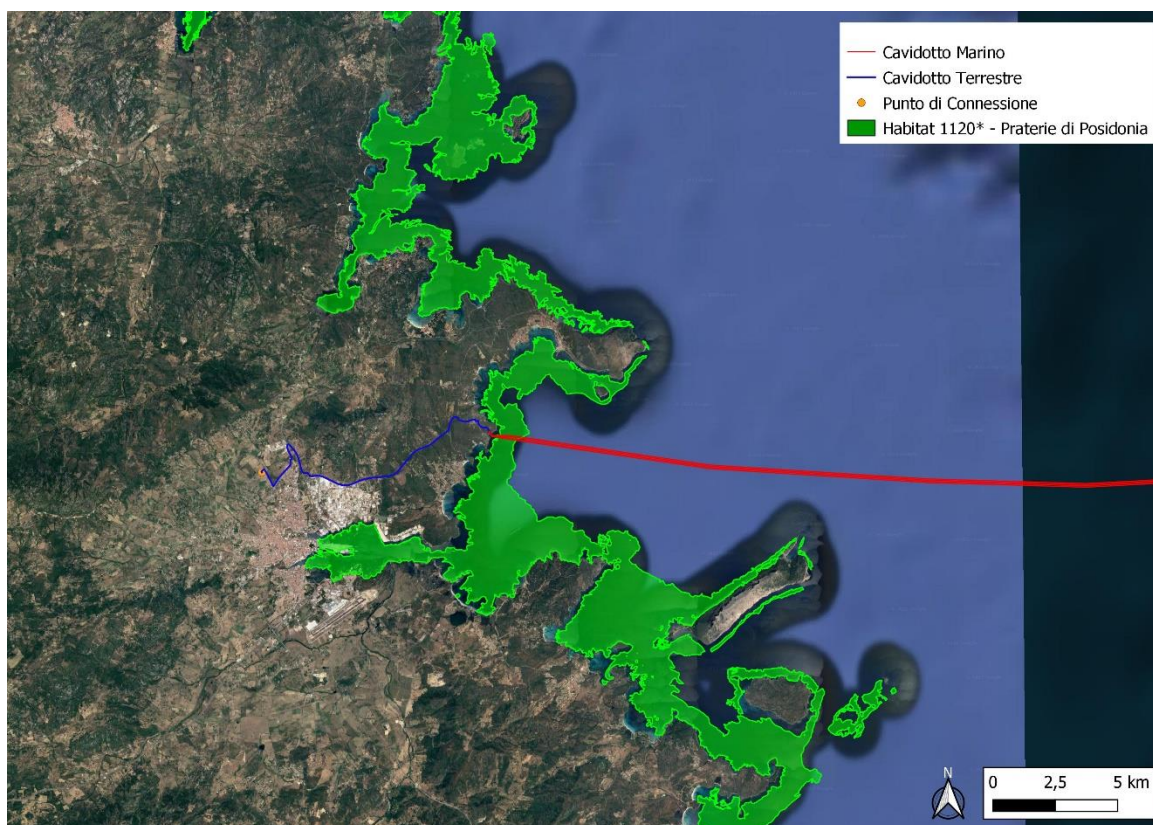 Cavidotto Marino
Cavidotto Terrestre
Punto di Connessione
Habitat 1120* - Praterie di Posidonia
N
0 2,5 5 km